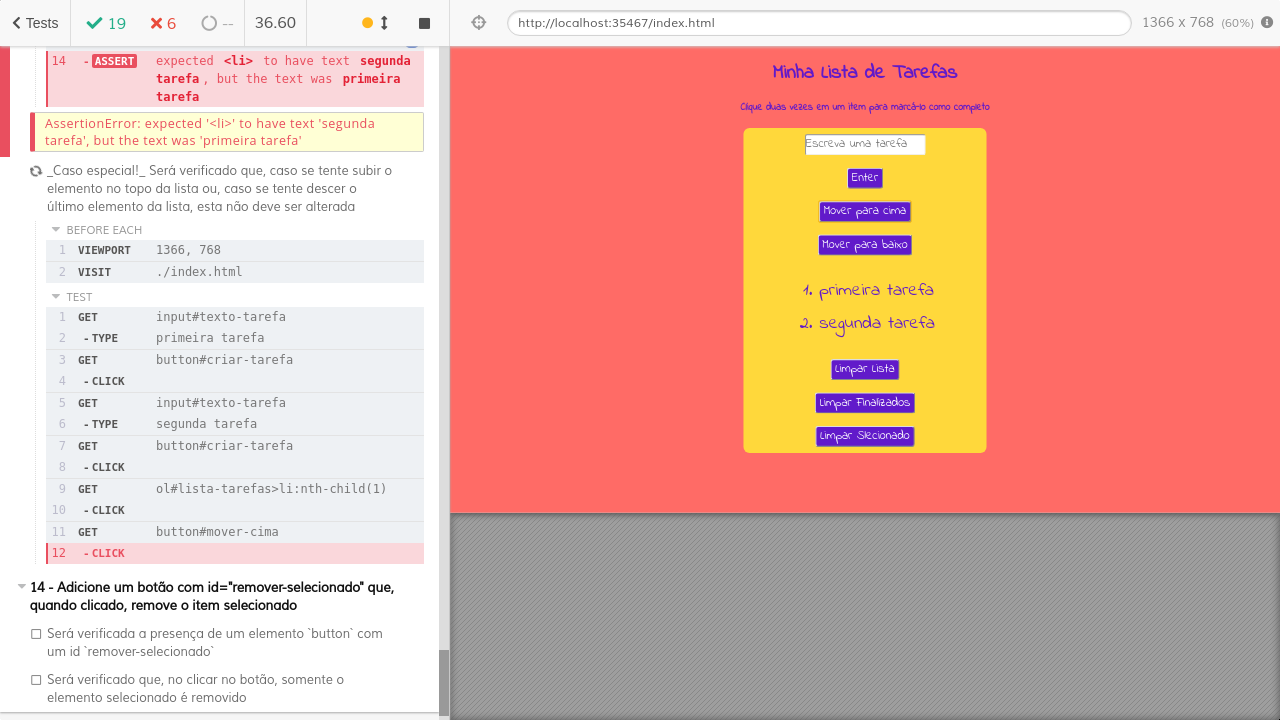 Tests 19 6 -- 36.60
http://localhost:35467/index.html 1366 x 768 (60%)
14 -ASSERT expected <li> to have text segunda
tarefa, but the text was primeira
tarefa
AssertionError: expected '<li>' to have text 'segunda
tarefa', but the text was 'primeira tarefa'
_Caso especial!_ Será verificado que, caso se tente subir o
elemento no topo da lista ou, caso se tente descer o
último elemento da lista, esta não deve ser alterada
BEFORE EACH
1 VIEWPORT 1366, 768
2 VISIT ./index.html
TEST
1 GET input#texto-tarefa
2 -TYPE primeira tarefa
3 GET button#criar-tarefa
4 -CLICK
5 GET input#texto-tarefa
6 -TYPE segunda tarefa
7 GET button#criar-tarefa
8 -CLICK
9 GET ol#lista-tarefas>li:nth-child(1)
10 -CLICK
11 GET button#mover-cima
12 -CLICK
14 - Adicione um botão com id="remover-selecionado" que,
quando clicado, remove o item selecionado
Será verificada a presença de um elemento `button` com
um id `remover-selecionado`
Será verificado que, no clicar no botão, somente o
elemento selecionado é removido
Minha Lista de Tarefas
Clique duas vezes em um item para marcá-lo como completo
Escreva uma tarefa
Enter
Mover para cima
Mover para baixo
1. primeira tarefa
2. segunda tarefa
Limpar Lista
Limpar Finalizados
Limpar Slecionado